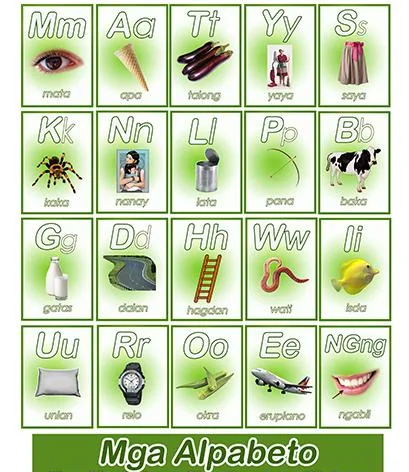 Mm
mata
Aa
apa
Tt
talong
Yy
yaya
Ss
saya
Kk
kaka
Nn
nanay
Ll
lata
Pp
pana
Bb
baka
Gg
gatas
Dd
dalan
Hh
hagdan
Ww
wati
Ii
isda
Uu
unlan
Rr
relo
Oo
okra
Ee
eruplano
NGng
ngabil
Mga Alpabeto